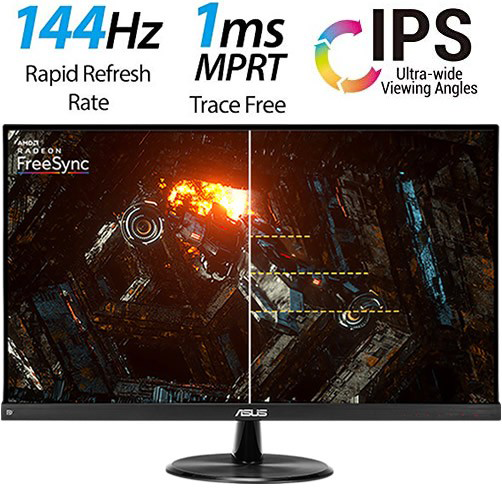 144Hz
Rapid Refresh
Rate
1ms
MPRT
Trace Free
IPS
Ultra-wide
Viewing Angles
AMD
RADEON
FreeSync
ASUS